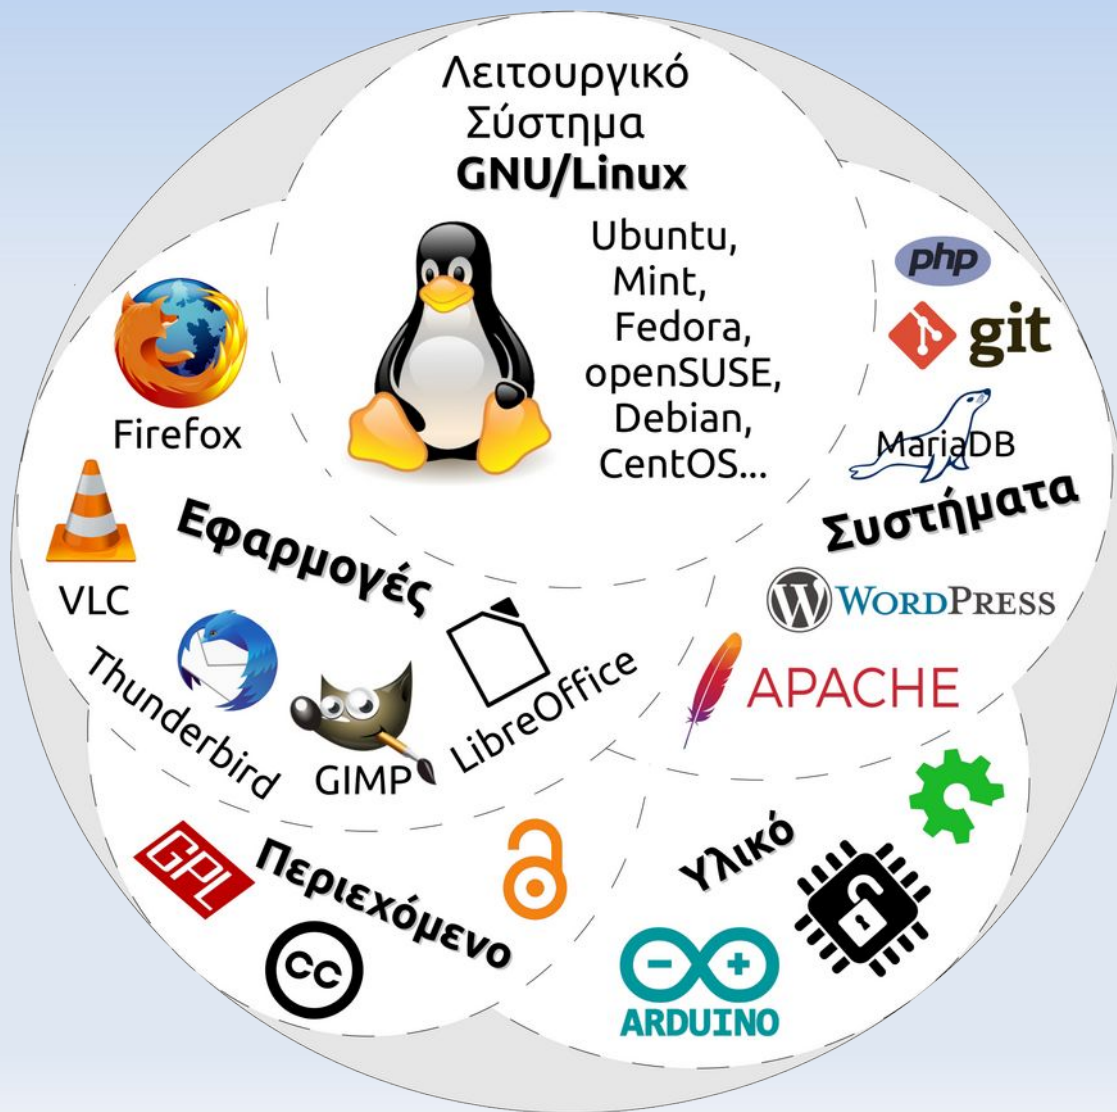 Λειτουργικό
Σύστημα
GNU/Linux
Ubuntu,
Mint,
Fedora,
openSUSE,
Debian,
CentOS...
Firefox
VLC
Εφαρμογές
Thunderbird
GIMP
LibreOffice
php
git
MariaDB
Συστήματα
WORDPRESS
APACHE
GPL
Περιεχόμενο
cc
Υλικό
ARDUINO